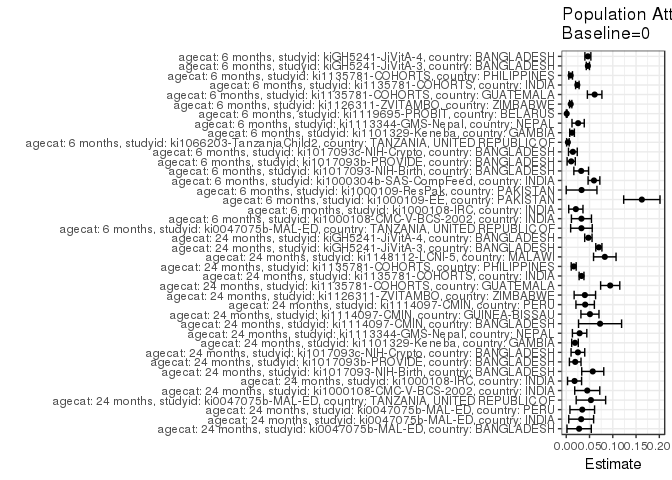 Population Att
Baseline=0
agecat: 6 months, studyid: kiGH5241-JiVitA-4, country: BANGLADESH
agecat: 6 months, studyid: kiGH5241-JiVitA-3, country: BANGLADESH
agecat: 6 months, studyid: ki1135781-COHORTS, country: PHILIPPINES
agecat: 6 months, studyid: ki1135781-COHORTS, country: INDIA
agecat: 6 months, studyid: ki1135781-COHORTS, country: GUATEMALA
agecat: 6 months, studyid: ki1126311-ZVITAMBO, country: ZIMBABWE
agecat: 6 months, studyid: ki1119695-PROBIT, country: BELARUS
agecat: 6 months, studyid: ki1113344-GMS-Nepal, country: NEPAL
agecat: 6 months, studyid: ki1101329-Keneba, country: GAMBIA
agecat: 6 months, studyid: ki1066203-TanzaniaChild2, country: TANZANIA, UNITED REPUBLIC OF
agecat: 6 months, studyid: ki1017093c-NIH-Crypto, country: BANGLADESH
agecat: 6 months, studyid: ki1017093b-PROVIDE, country: BANGLADESH
agecat: 6 months, studyid: ki1017093-NIH-Birth, country: BANGLADESH
agecat: 6 months, studyid: ki1000304b-SAS-CompFeed, country: INDIA
agecat: 6 months, studyid: ki1000109-ResPak, country: PAKISTAN
agecat: 6 months, studyid: ki1000109-EE, country: PAKISTAN
agecat: 6 months, studyid: ki1000108-IRC, country: INDIA
agecat: 6 months, studyid: ki1000108-CMC-V-BCS-2002, country: INDIA
agecat: 6 months, studyid: ki0047075b-MAL-ED, country: TANZANIA, UNITED REPUBLIC OF
agecat: 24 months, studyid: kiGH5241-JiVitA-4, country: BANGLADESH
agecat: 24 months, studyid: kiGH5241-JiVitA-3, country: BANGLADESH
agecat: 24 months, studyid: ki1148112-LCNI-5, country: MALAWI
agecat: 24 months, studyid: ki1135781-COHORTS, country: PHILIPPINES
agecat: 24 months, studyid: ki1135781-COHORTS, country: INDIA
agecat: 24 months, studyid: ki1135781-COHORTS, country: GUATEMALA
agecat: 24 months, studyid: ki1126311-ZVITAMBO, country: ZIMBABWE
agecat: 24 months, studyid: ki1114097-CMIN, country: PERU
agecat: 24 months, studyid: ki1114097-CMIN, country: GUINEA-BISSAU
agecat: 24 months, studyid: ki1114097-CMIN, country: BANGLADESH
agecat: 24 months, studyid: ki1113344-GMS-Nepal, country: NEPAL
agecat: 24 months, studyid: ki1101329-Keneba, country: GAMBIA
agecat: 24 months, studyid: ki1017093c-NIH-Crypto, country: BANGLADESH
agecat: 24 months, studyid: ki1017093b-PROVIDE, country: BANGLADESH
agecat: 24 months, studyid: ki1017093-NIH-Birth, country: BANGLADESH
agecat: 24 months, studyid: ki1000108-IRC, country: INDIA
agecat: 24 months, studyid: ki1000108-CMC-V-BCS-2002, country: INDIA
agecat: 24 months, studyid: ki0047075b-MAL-ED, country: TANZANIA, UNITED REPUBLIC OF
agecat: 24 months, studyid: ki0047075b-MAL-ED, country: PERU
agecat: 24 months, studyid: ki0047075b-MAL-ED, country: INDIA
agecat: 24 months, studyid: ki0047075b-MAL-ED, country: BANGLADESH
0.00 0.05 0.10 0.15 0.20
Estimate